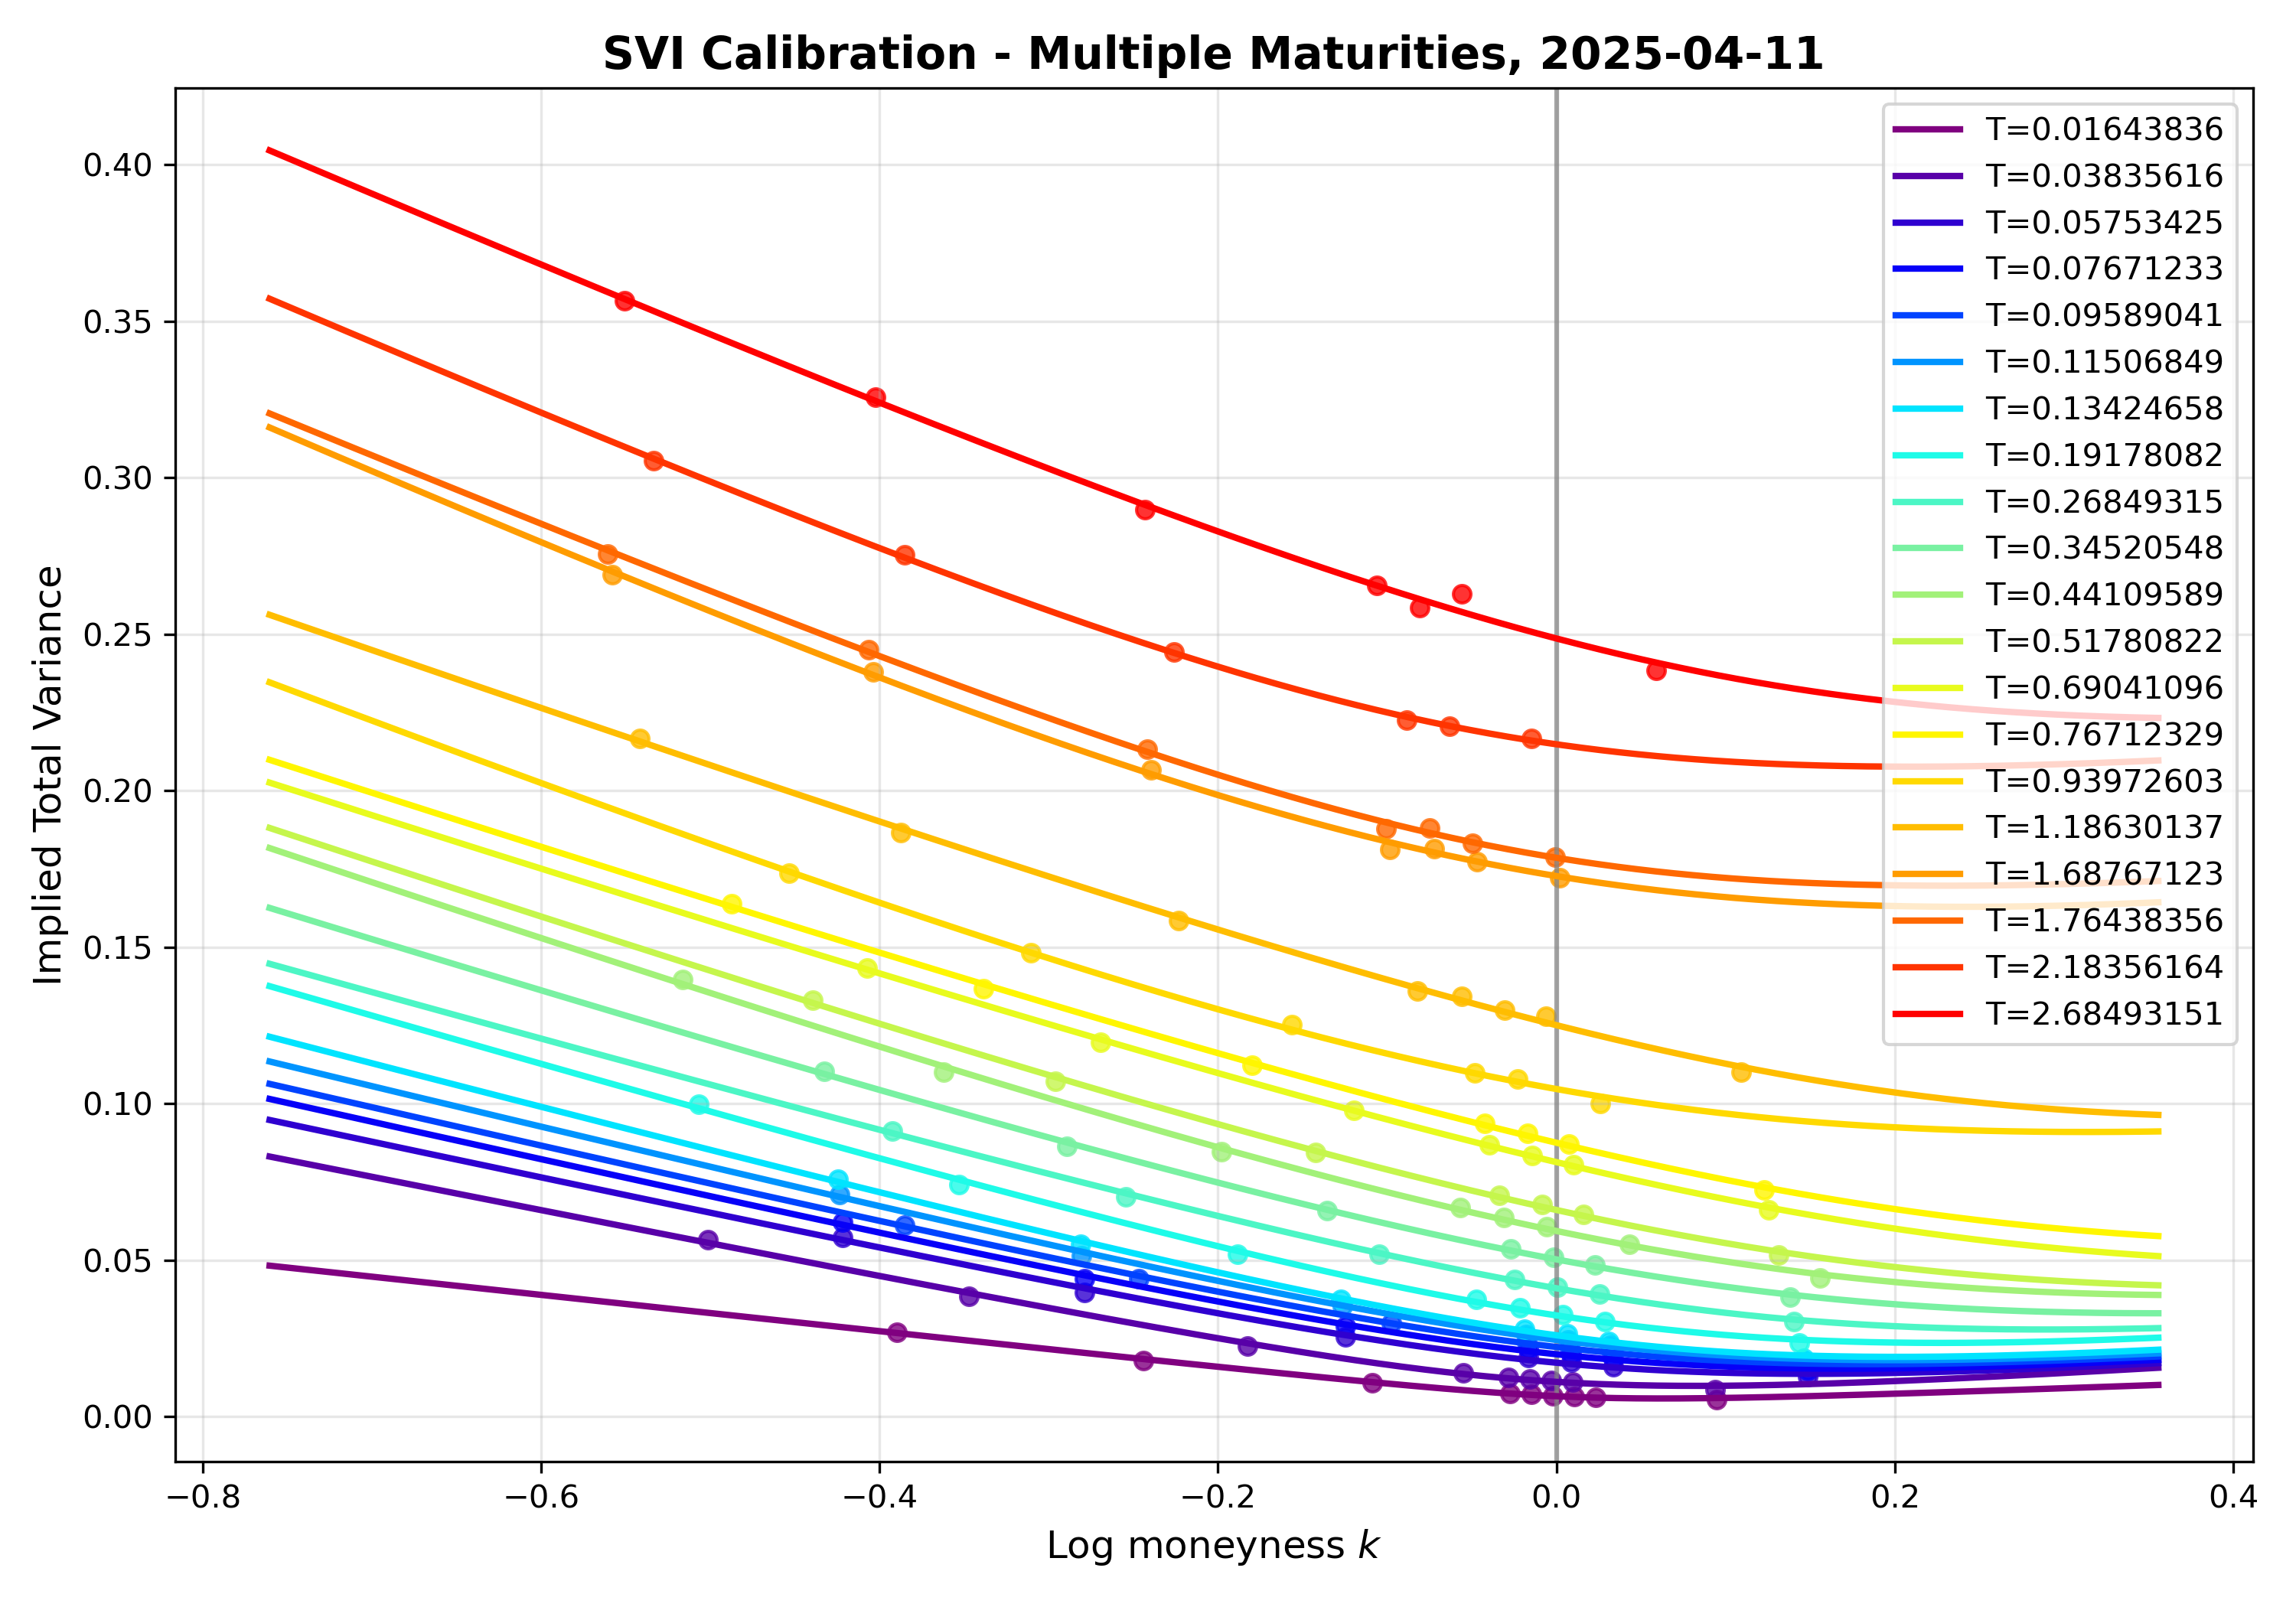 SVI Calibration - Multiple Maturities, 2025-04-11
Implied Total Variance
0.40
0.35
0.30
0.25
0.20
0.15
0.10
0.05
0.00
−0.8
−0.6
−0.4
−0.2
0.0
0.2
0.4
Log moneyness k
T=0.01643836
T=0.03835616
T=0.05753425
T=0.07671233
T=0.09589041
T=0.11506849
T=0.13424658
T=0.19178082
T=0.26849315
T=0.34520548
T=0.44109589
T=0.51780822
T=0.69041096
T=0.76712329
T=0.93972603
T=1.18630137
T=1.68767123
T=1.76438356
T=2.18356164
T=2.68493151